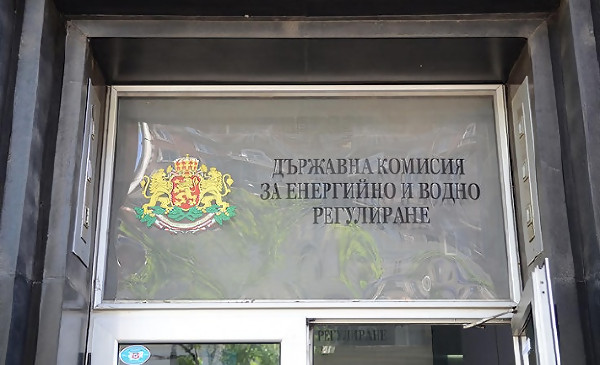 ДЪРЖАВНА КОМИСИЯ
ЗА ЕНЕРГИЙНО И ВОДНО
РЕГУЛИРАНЕ
РЕГУЛИРАНЕ